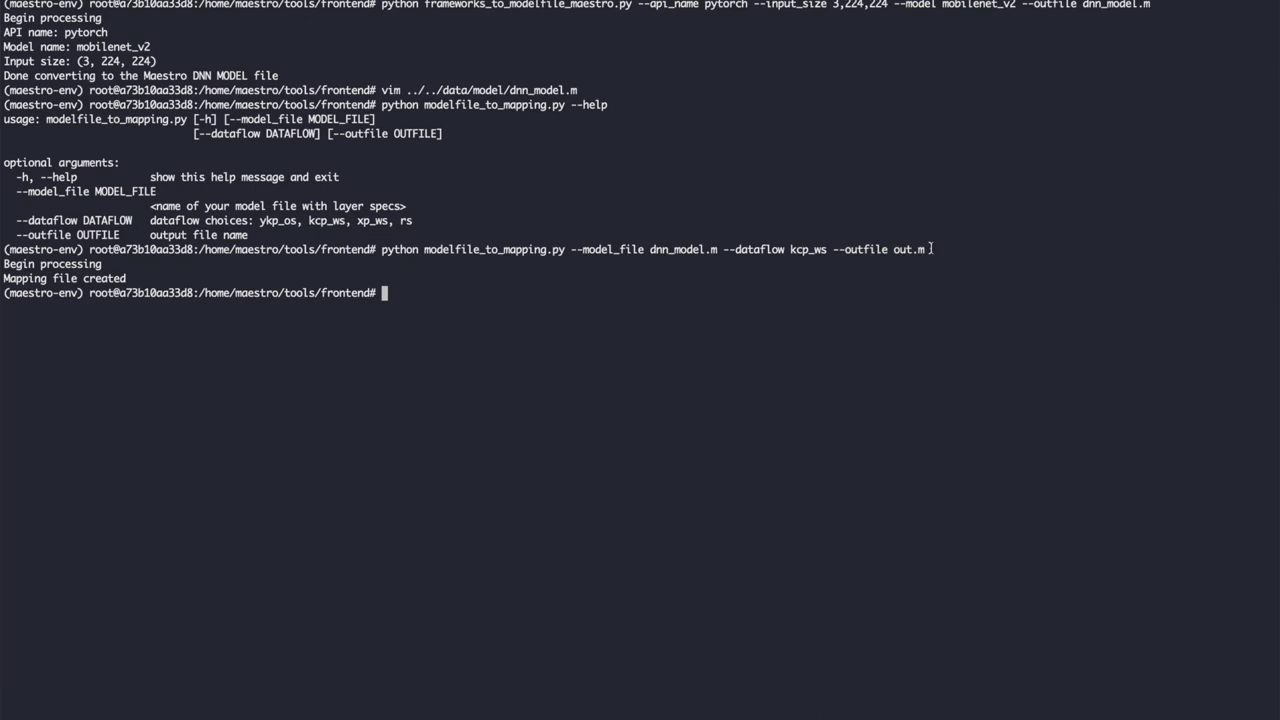 (maestro-env) root@a73b10aa33d8:/home/maestro/tools/frontend# python frameworks_to_modelfile_maestro.py --api_name pytorch --input_size 3,224,224 --model mobilenet_v2 --outfile dnn_model.m
Begin processing
API name: pytorch
Model name: mobilenet_v2
Input size: (3, 224, 224)
Done converting to the Maestro DNN MODEL file
(maestro-env) root@a73b10aa33d8:/home/maestro/tools/frontend# vim ../../data/model/dnn_model.m
(maestro-env) root@a73b10aa33d8:/home/maestro/tools/frontend# python modelfile_to_mapping.py --help
usage: modelfile_to_mapping.py [-h] [--model_file MODEL_FILE]
                               [--dataflow DATAFLOW] [--outfile OUTFILE]

optional arguments:
  -h, --help            show this help message and exit
  --model_file MODEL_FILE
                        <name of your model file with layer specs>
  --dataflow DATAFLOW   dataflow choices: ykp_os, kcp_ws, xp_ws, rs
  --outfile OUTFILE     output file name
(maestro-env) root@a73b10aa33d8:/home/maestro/tools/frontend# python modelfile_to_mapping.py --model_file dnn_model.m --dataflow kcp_ws --outfile out.m
Begin processing
Mapping file created
(maestro-env) root@a73b10aa33d8:/home/maestro/tools/frontend#